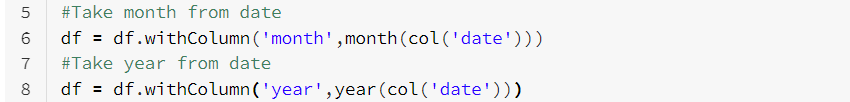 5 #Take month from date
6 df = df.withColumn('month',month(col('date')))
7 #Take year from date
8 df = df.withColumn('year',year(col('date')))